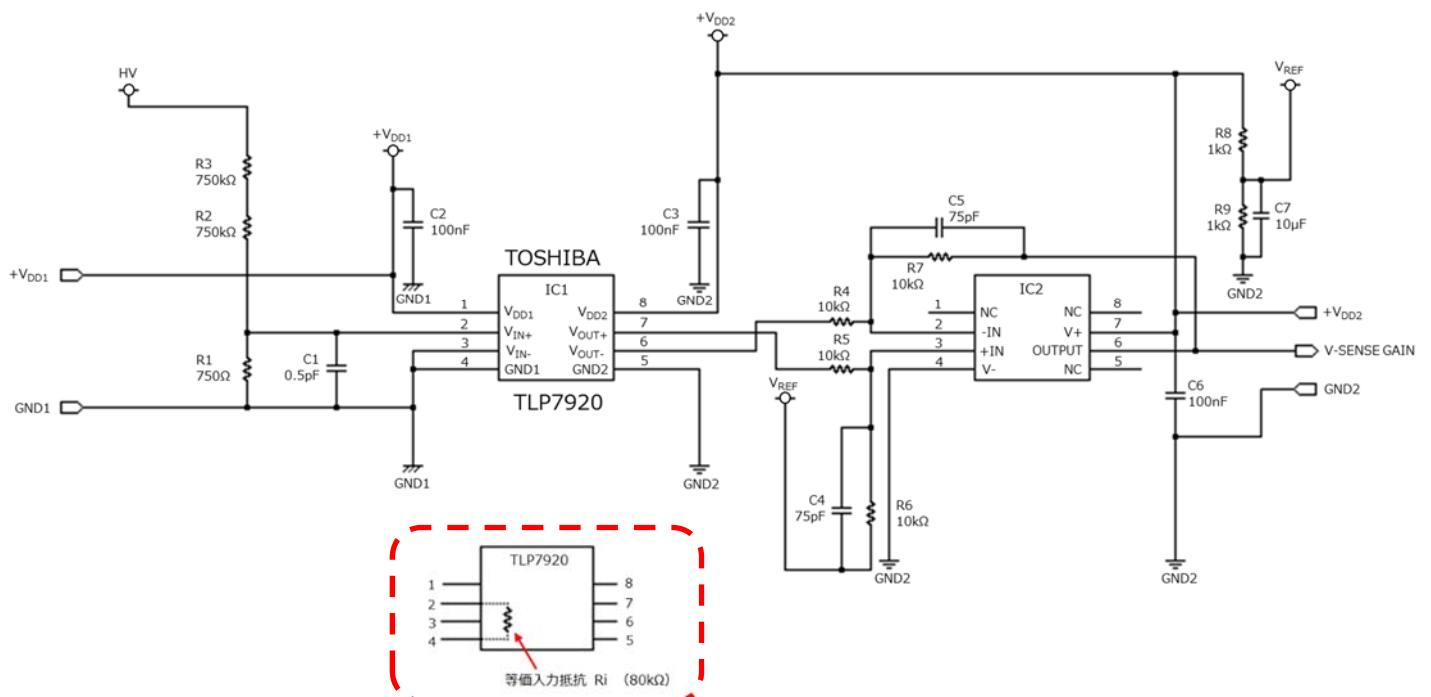 +VDD2
HV
VREF
+VDD1
R8
1kΩ
R3
750kΩ
C5
75pF
C2
100nF
C3
100nF
R9
1kΩ
C7
10μF
R2
750kΩ
TOSHIBA
R7
10kΩ
+VDD1
GND1
IC1
GND2
IC2
GND2
R4
10kΩ
1
VDD1
VDD2
8
1
NC
NC
8
+VDD2
2
VIN+
VOUT+
7
2
-IN
V+
7
R5
10kΩ
3
VIN-
VOUT-
6
3
+IN
OUTPUT
6
V-SENSE GAIN
R1
750Ω
C1
0.5pF
4
GND1
GND2
5
4
V-
NC
5
VREF
GND2
C6
100nF
GND1
TLP7920
GND1
GND2
C4
75pF
R6
10kΩ
TLP7920
GND2
GND2
1
8
2
7
3
6
4
5
等価入力抵抗 Ri （80kΩ）